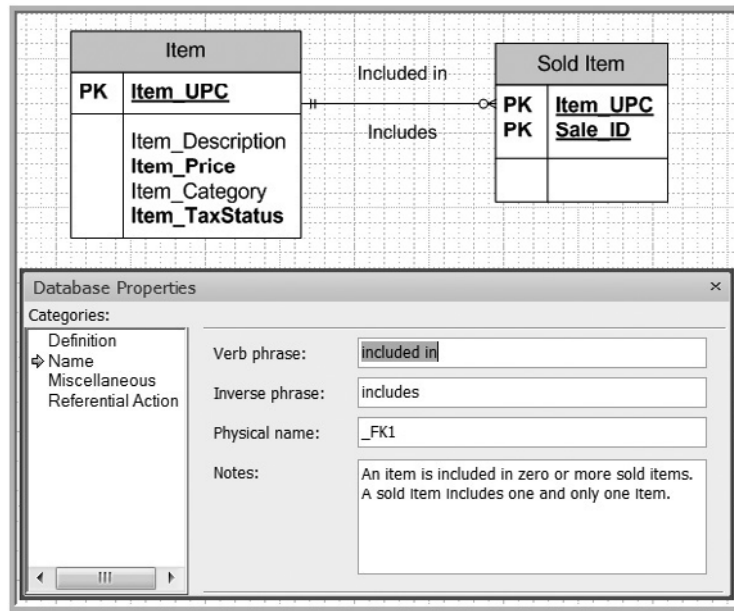 Item
PK Item_UPC
Item_Description
Item_Price
Item_Category
Item_TaxStatus
Included in
Includes
Sold Item
PK Item_UPC
PK Sale_ID
Database Properties ×
Categories:
Definition
Name
Miscellaneous
Referential Action
Verb phrase: included in
Inverse phrase: includes
Physical name: _FK1
Notes: An item is included in zero or more sold items.
A sold item includes one and only one item.